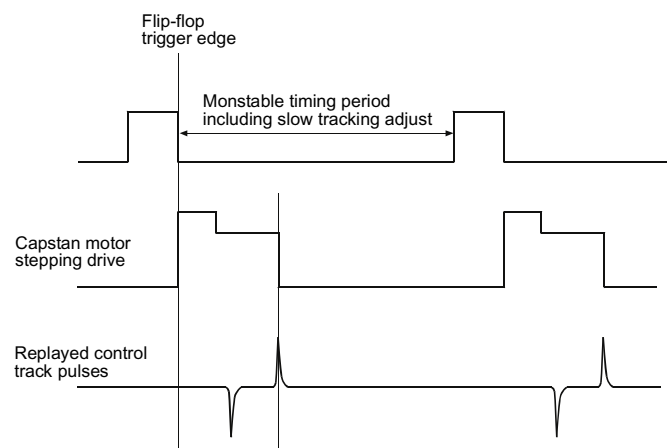 Flip-flop
trigger edge
Monstable timing period
including slow tracking adjust
Capstan motor
stepping drive
Replayed control
track pulses